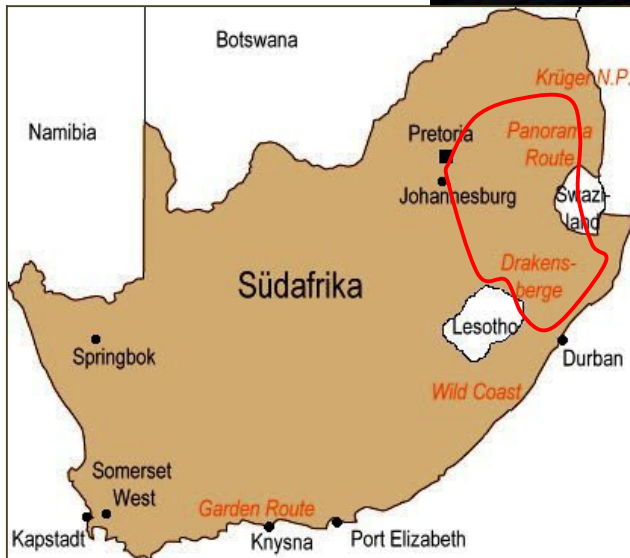 Botswana
Krüger N.P.
Namibia
Pretoria
Panorama
Route
Johannesburg
Swazi-
land
Südafrika
Drakens-
berge
Lesotho
Springbok
Durban
Wild Coast
Somerset
West
Garden Route
Kapstadt
Knysna
Port Elizabeth